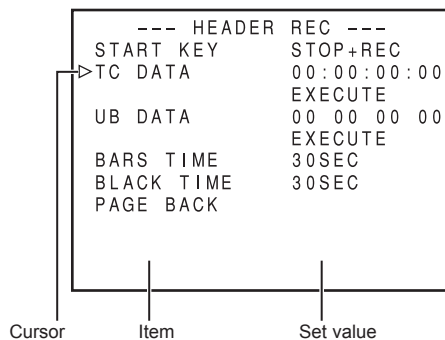 --- HEADER REC ---
START KEY STOP+REC
TC DATA 00:00:00:00
EXECUTE
UB DATA 00 00 00 00
EXECUTE
BARS TIME 30SEC
BLACK TIME 30SEC
PAGE BACK
Cursor Item Set value